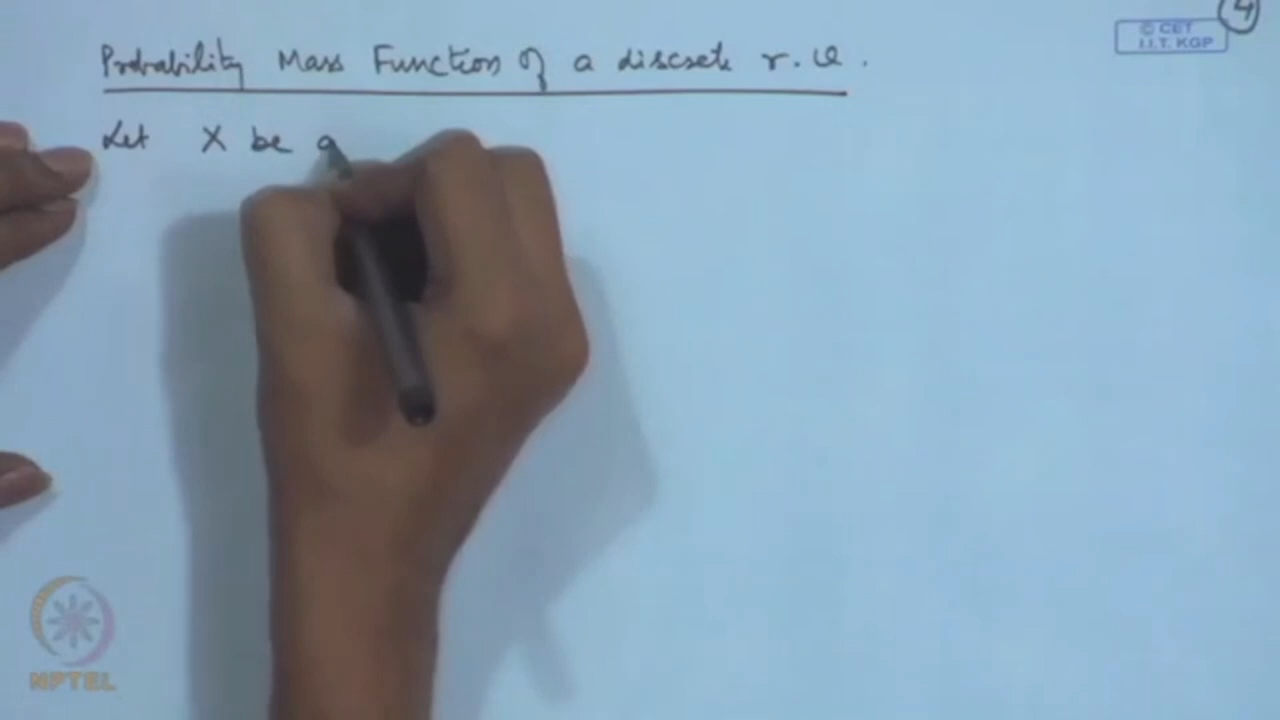 4
© CET
I.I.T. KGP
Probability Mass Function of a discrete r.v.
Let X be a
NPTEL